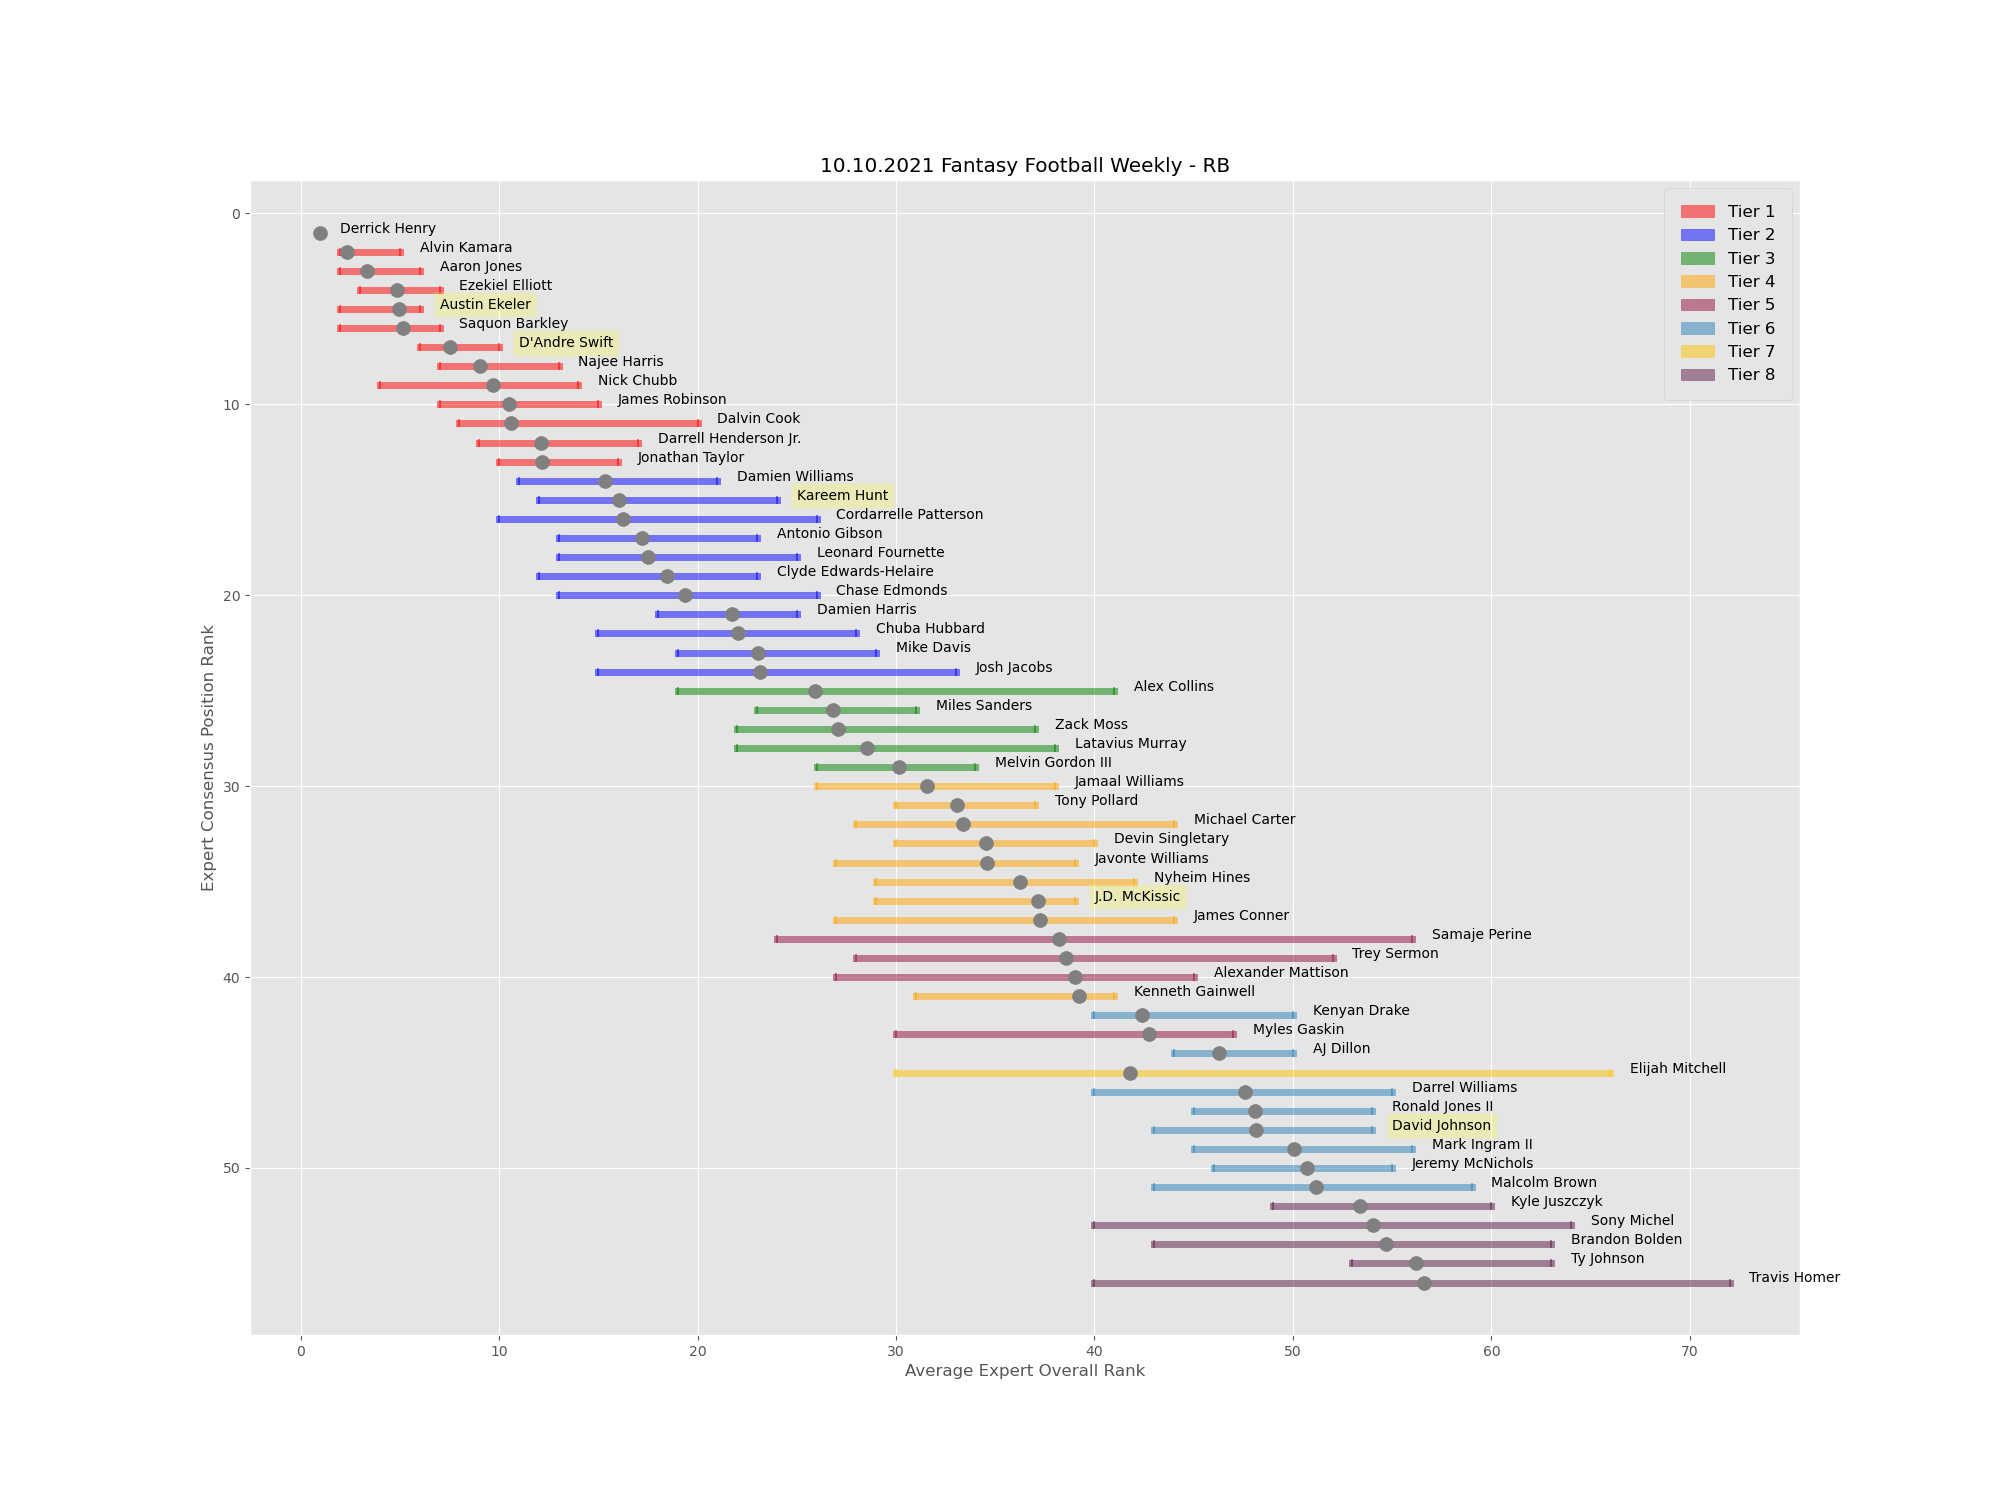 10.10.2021 Fantasy Football Weekly - RB
Tier 1
Tier 2
Tier 3
Tier 4
Tier 5
Tier 6
Tier 7
Tier 8
Expert Consensus Position Rank
0
10
20
30
40
50
Derrick Henry
Alvin Kamara
Aaron Jones
Ezekiel Elliott
Austin Ekeler
Saquon Barkley
D'Andre Swift
Najee Harris
Nick Chubb
James Robinson
Dalvin Cook
Darrell Henderson Jr.
Jonathan Taylor
Damien Williams
Kareem Hunt
Cordarrelle Patterson
Antonio Gibson
Leonard Fournette
Clyde Edwards-Helaire
Chase Edmonds
Damien Harris
Chuba Hubbard
Mike Davis
Josh Jacobs
Alex Collins
Miles Sanders
Zack Moss
Latavius Murray
Melvin Gordon III
Jamaal Williams
Tony Pollard
Michael Carter
Devin Singletary
Javonte Williams
Nyheim Hines
J.D. McKissic
James Conner
Samaje Perine
Trey Sermon
Alexander Mattison
Kenneth Gainwell
Kenyan Drake
Myles Gaskin
AJ Dillon
Elijah Mitchell
Darrel Williams
Ronald Jones II
David Johnson
Mark Ingram II
Jeremy McNichols
Malcolm Brown
Kyle Juszczyk
Sony Michel
Brandon Bolden
Ty Johnson
Travis Homer
0 10 20 30 40 50 60 70
Average Expert Overall Rank